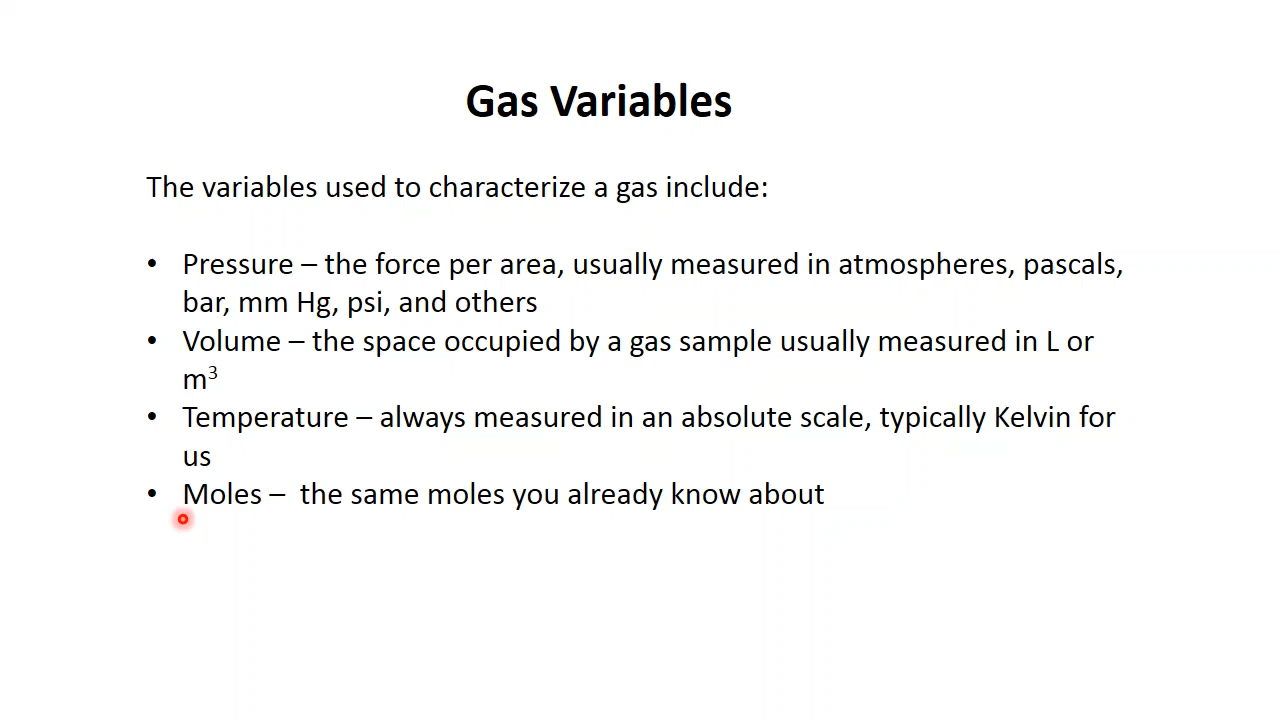 Gas Variables
The variables used to characterize a gas include:
• Pressure – the force per area, usually measured in atmospheres, pascals,
bar, mm Hg, psi, and others
• Volume – the space occupied by a gas sample usually measured in L or
m³
• Temperature – always measured in an absolute scale, typically Kelvin for
us
• Moles –  the same moles you already know about